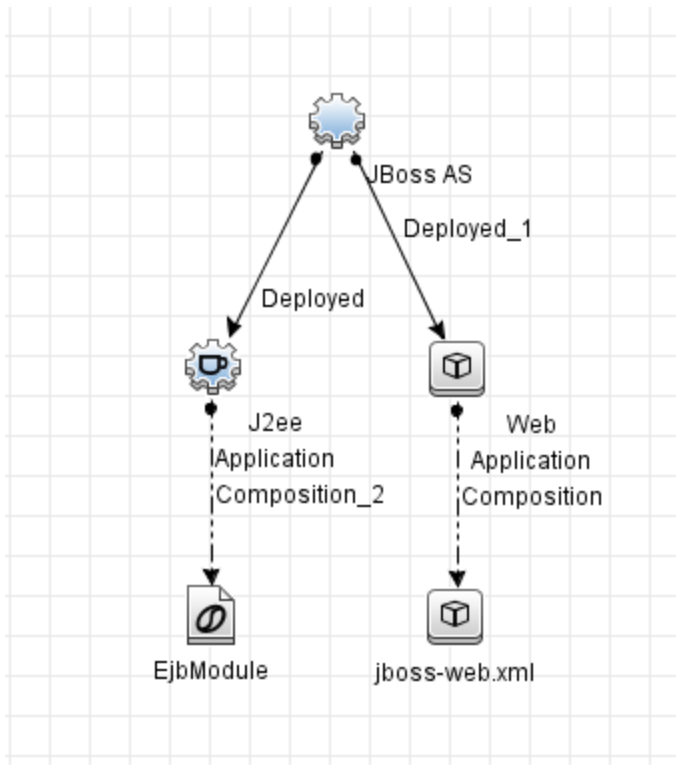 JBoss AS
Deployed_1
Deployed
J2ee
Application
Composition_2
Web
Application
Composition
EjbModule
jboss-web.xml